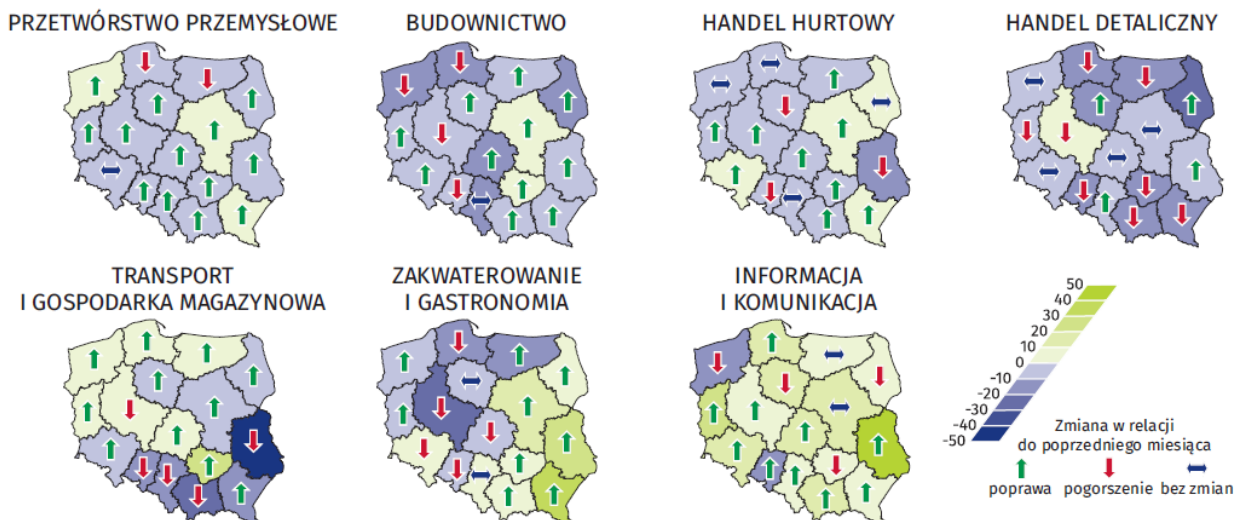 PRZETWÓRSTWO PRZEMYSŁOWE
BUDOWNICTWO
HANDEL HURTOWY
HANDEL DETALICZNY
TRANSPORT
I GOSPODARKA MAGAZYNOWA
ZAKWATEROWANIE
I GASTRONOMIA
INFORMACJA
I KOMUNIKACJA
50
40
30
20
10
0
-10
-20
-30
-40
-50
Zmiana w relacji
do poprzedniego miesiąca
poprawa pogorszenie bez zmian